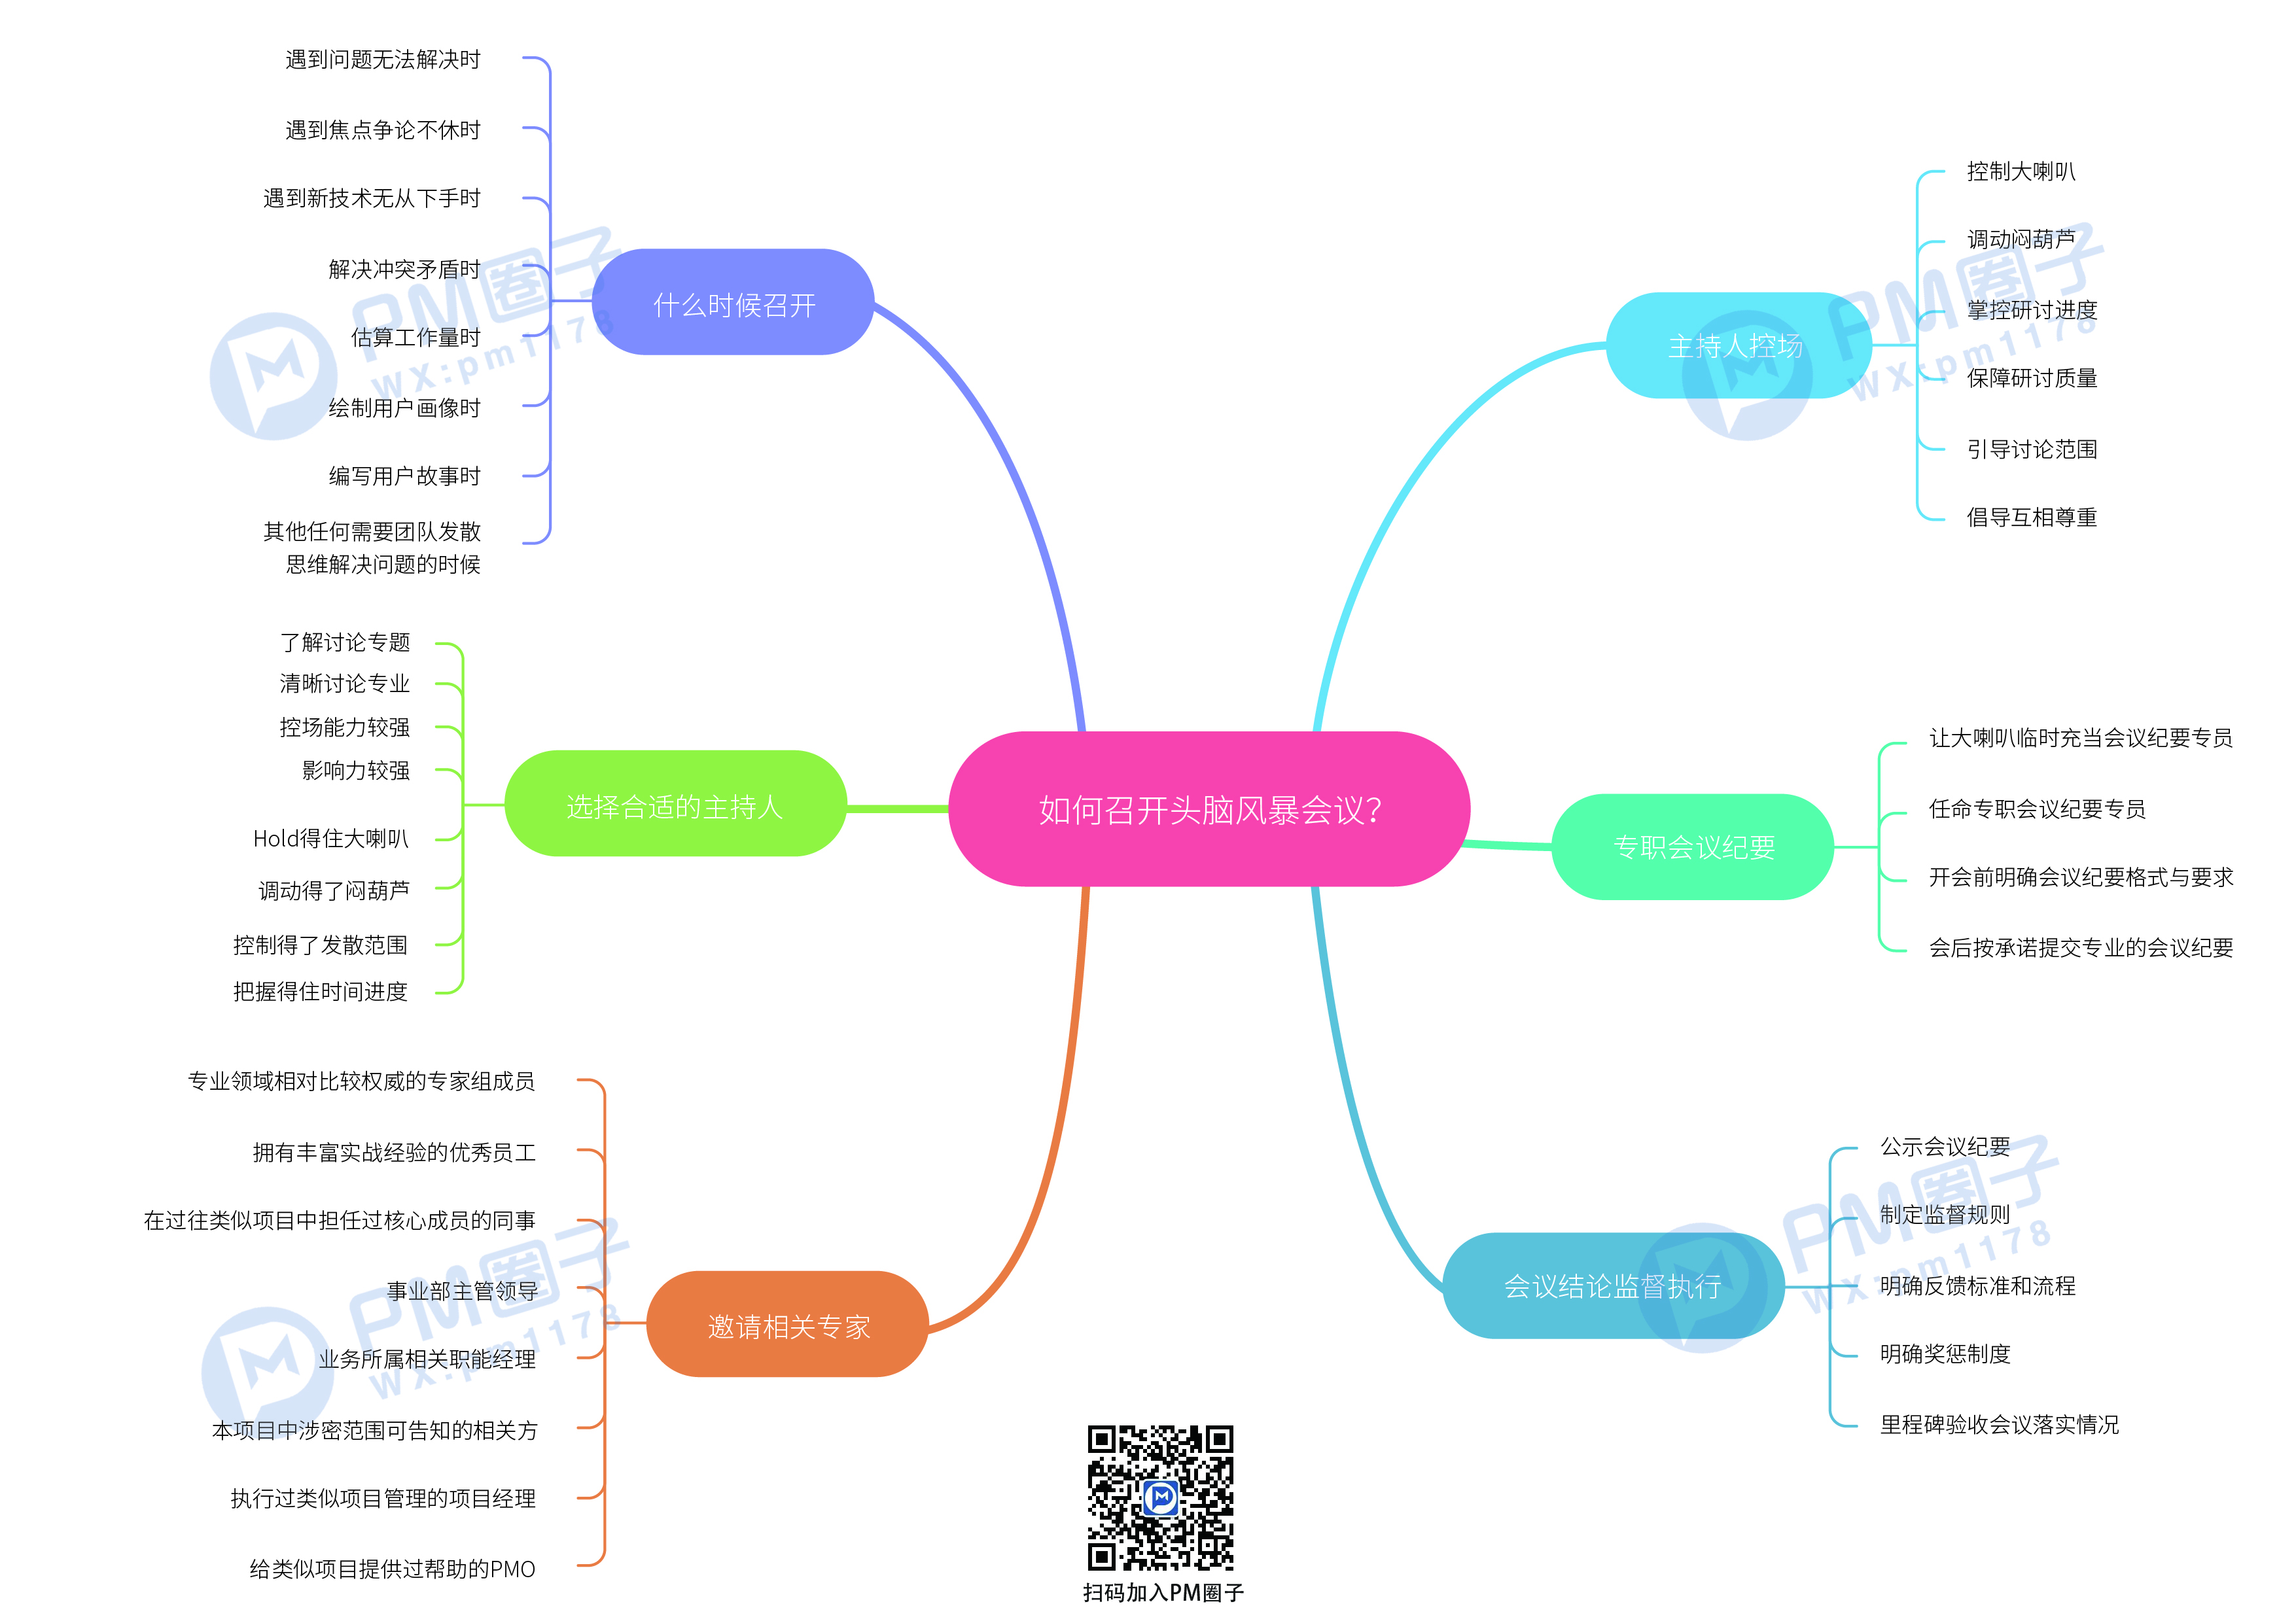 如何召开头脑风暴会议？
什么时候召开
遇到问题无法解决时
遇到焦点争论不休时
遇到新技术无从下手时
解决冲突矛盾时
估算工作量时
绘制用户画像时
编写用户故事时
其他任何需要团队发散
思维解决问题的时候
选择合适的主持人
了解讨论专题
清晰讨论专业
控场能力较强
影响力较强
Hold得住大喇叭
调动得了闷葫芦
控制得了发散范围
把握得住时间进度
邀请相关专家
专业领域相对比较权威的专家组成员
拥有丰富实战经验的优秀员工
在过往类似项目中担任过核心成员的同事
事业部主管领导
业务所属相关职能经理
本项目中涉密范围可告知的相关方
执行过类似项目管理的项目经理
给类似项目提供过帮助的PMO
主持人控场
控制大喇叭
调动闷葫芦
掌控研讨进度
保障研讨质量
引导讨论范围
倡导互相尊重
专职会议纪要
让大喇叭临时充当会议纪要专员
任命专职会议纪要专员
开会前明确会议纪要格式与要求
会后按承诺提交专业的会议纪要
会议结论监督执行
公示会议纪要
制定监督规则
明确反馈标准和流程
明确奖惩制度
里程碑验收会议落实情况
扫码加入PM圈子
PM圈子
WX:pm1178
PM圈子
WX:pm1178
PM圈子
WX:pm1178
PM圈子
WX:pm1178